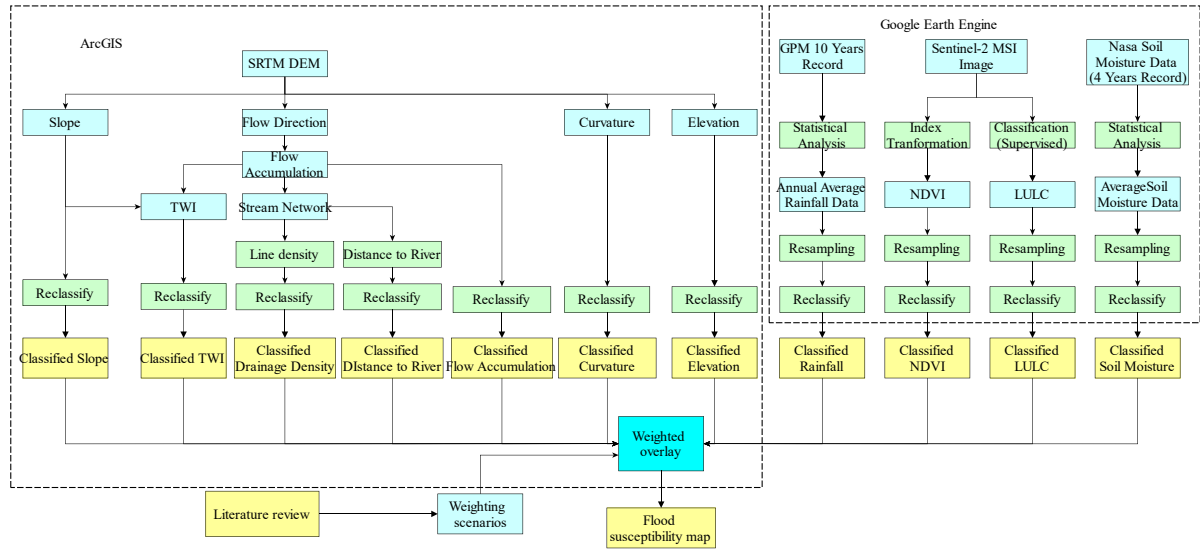 ArcGIS
SRTM DEM
Slope
Flow Direction
Curvature
Elevation
Flow
Accumulation
TWI
Stream Network
Line density
Distance to River
Reclassify
Reclassify
Reclassify
Reclassify
Reclassify
Reclassify
Reclassify
Classified Slope
Classified TWI
Classified
Drainage Density
Classified
DIstance to River
Classified
Flow Accumulation
Classified
Curvature
Classified
Elevation
Google Earth Engine
GPM 10 Years
Record
Sentinel-2 MSI
Image
Nasa Soil
Moisture Data
(4 Years Record)
Statistical
Analysis
Index
Tranformation
Classification
(Supervised)
Statistical
Analysis
Annual Average
Rainfall Data
NDVI
LULC
AverageSoil
Moisture Data
Resampling
Resampling
Resampling
Resampling
Reclassify
Reclassify
Reclassify
Reclassify
Classified
Rainfall
Classified
NDVI
Classified
LULC
Classified
Soil Moisture
Weighted
overlay
Literature review
Weighting
scenarios
Flood
susceptibility map